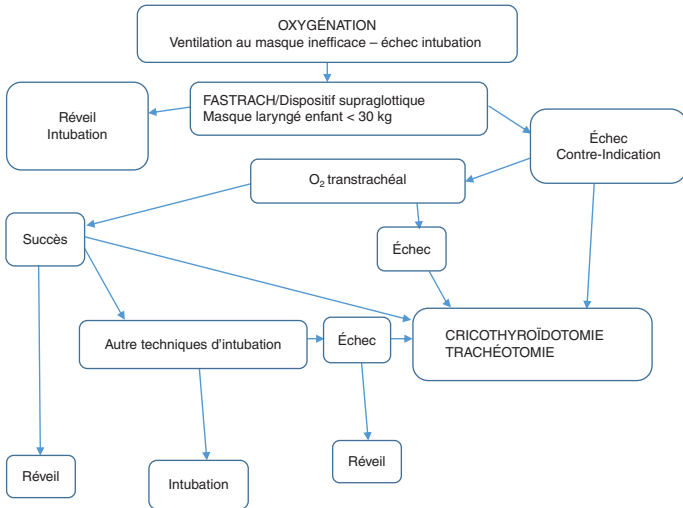 OXYGÉNATION
Ventilation au masque inefficace – échec intubation
FASTRACH/Dispositif supraglottique
Masque laryngé enfant < 30 kg
Réveil
Intubation
Échec
Contre-Indication
O₂ transtrachéal
Succès
Échec
Autre techniques d'intubation
Échec
CRICOTHYROÏDOTOMIE
TRACHÉOTOMIE
Réveil
Intubation
Réveil